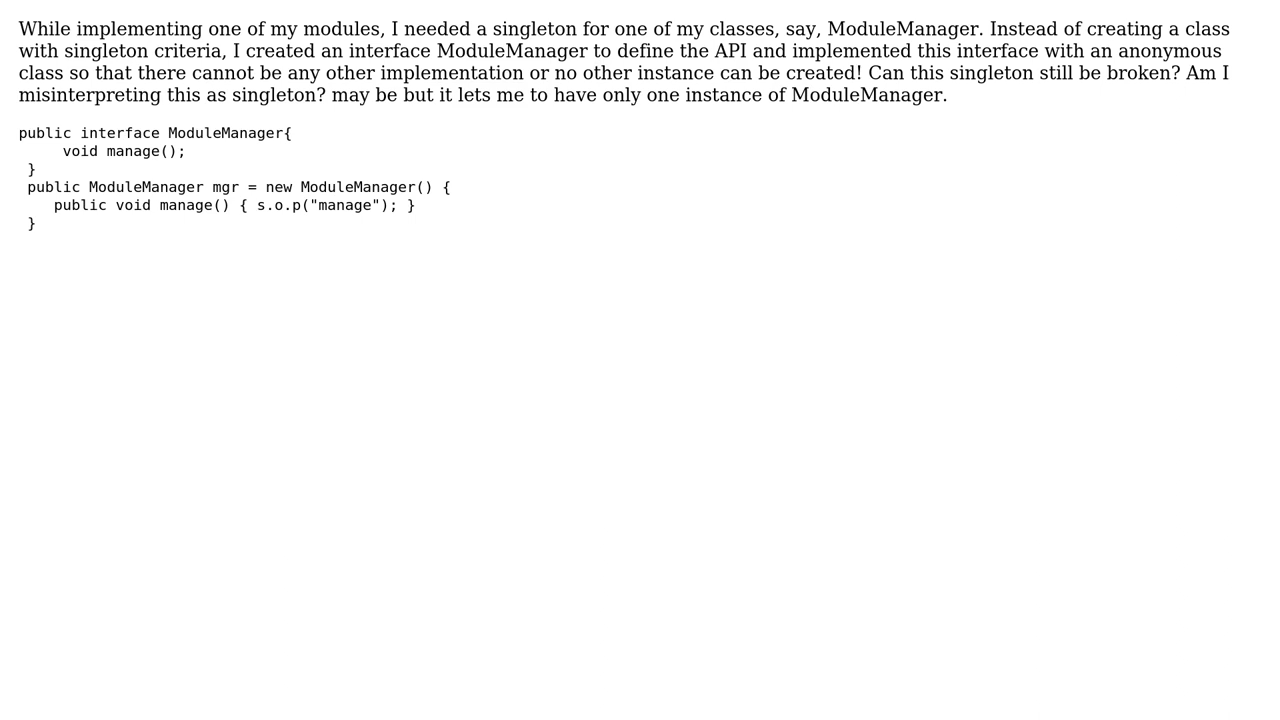 While implementing one of my modules, I needed a singleton for one of my classes, say, ModuleManager. Instead of creating a class
with singleton criteria, I created an interface ModuleManager to define the API and implemented this interface with an anonymous
class so that there cannot be any other implementation or no other instance can be created! Can this singleton still be broken? Am I
misinterpreting this as singleton? may be but it lets me to have only one instance of ModuleManager.
public interface ModuleManager{
     void manage();
 }
 public ModuleManager mgr = new ModuleManager() {
    public void manage() { s.o.p("manage"); }
 }